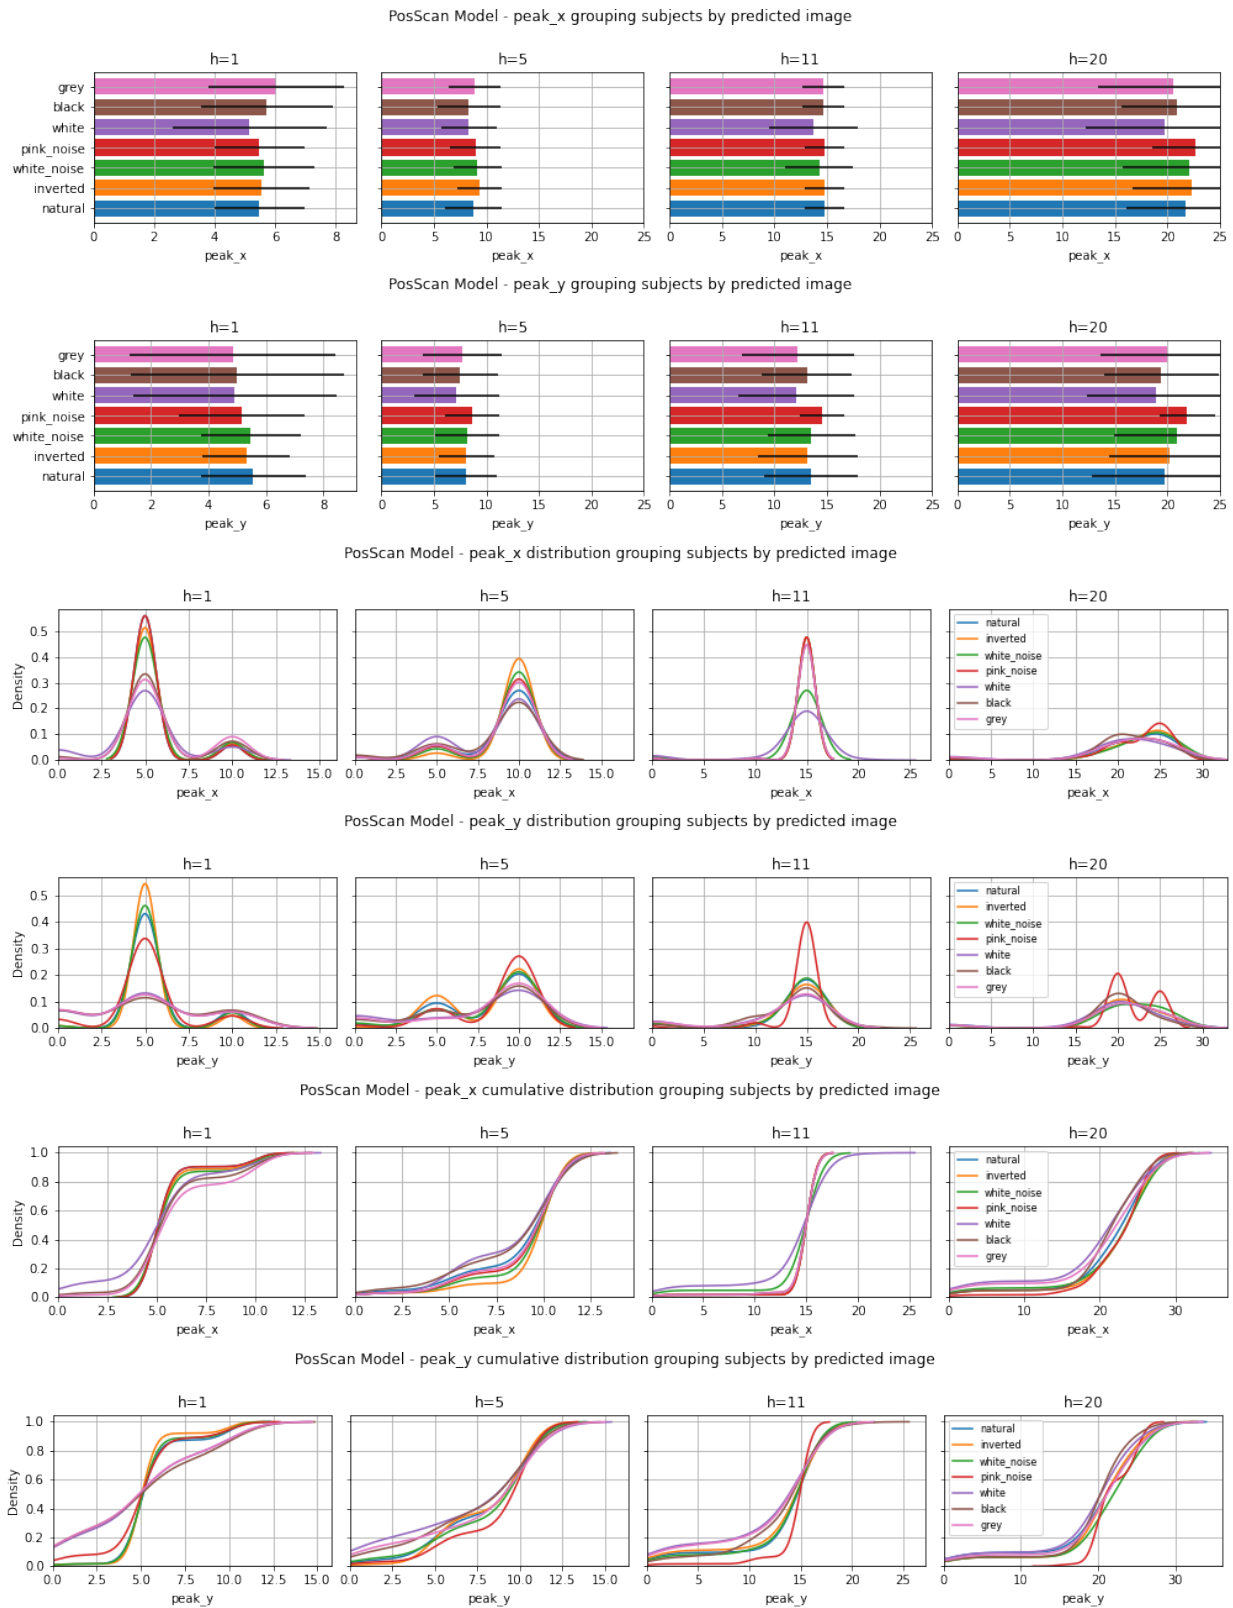 PosScan Model - peak_x grouping subjects by predicted image
h=1 h=5 h=11 h=20
grey
black
white
pink_noise
white_noise
inverted
natural
0 2 4 6 8 0 5 10 15 20 25 0 5 10 15 20 25 0 5 10 15 20 25
peak_x peak_x peak_x peak_x
PosScan Model - peak_y grouping subjects by predicted image
h=1 h=5 h=11 h=20
grey
black
white
pink_noise
white_noise
inverted
natural
0 2 4 6 8 0 5 10 15 20 25 0 5 10 15 20 25 0 5 10 15 20 25
peak_y peak_y peak_y peak_y
PosScan Model - peak_x distribution grouping subjects by predicted image
h=1 h=5 h=11 h=20
Density
0.5
0.4
0.3
0.2
0.1
0.0
natural
inverted
white_noise
pink_noise
white
black
grey
0.0 2.5 5.0 7.5 10.0 12.5 15.0 0.0 2.5 5.0 7.5 10.0 12.5 15.0 0 5 10 15 20 25 0 5 10 15 20 25 30
peak_x peak_x peak_x peak_x
PosScan Model - peak_y distribution grouping subjects by predicted image
h=1 h=5 h=11 h=20
Density
0.5
0.4
0.3
0.2
0.1
0.0
natural
inverted
white_noise
pink_noise
white
black
grey
0.0 2.5 5.0 7.5 10.0 12.5 15.0 0.0 2.5 5.0 7.5 10.0 12.5 15.0 0 5 10 15 20 25 0 5 10 15 20 25 30
peak_y peak_y peak_y peak_y
PosScan Model - peak_x cumulative distribution grouping subjects by predicted image
h=1 h=5 h=11 h=20
Density
1.0
0.8
0.6
0.4
0.2
0.0
natural
inverted
white_noise
pink_noise
white
black
grey
0.0 2.5 5.0 7.5 10.0 12.5 0.0 2.5 5.0 7.5 10.0 12.5 0 5 10 15 20 25 0 10 20 30
peak_x peak_x peak_x peak_x
PosScan Model - peak_y cumulative distribution grouping subjects by predicted image
h=1 h=5 h=11 h=20
Density
1.0
0.8
0.6
0.4
0.2
0.0
natural
inverted
white_noise
pink_noise
white
black
grey
0.0 2.5 5.0 7.5 10.0 12.5 15.0 0.0 2.5 5.0 7.5 10.0 12.5 15.0 0 5 10 15 20 25 0 10 20 30
peak_y peak_y peak_y peak_y